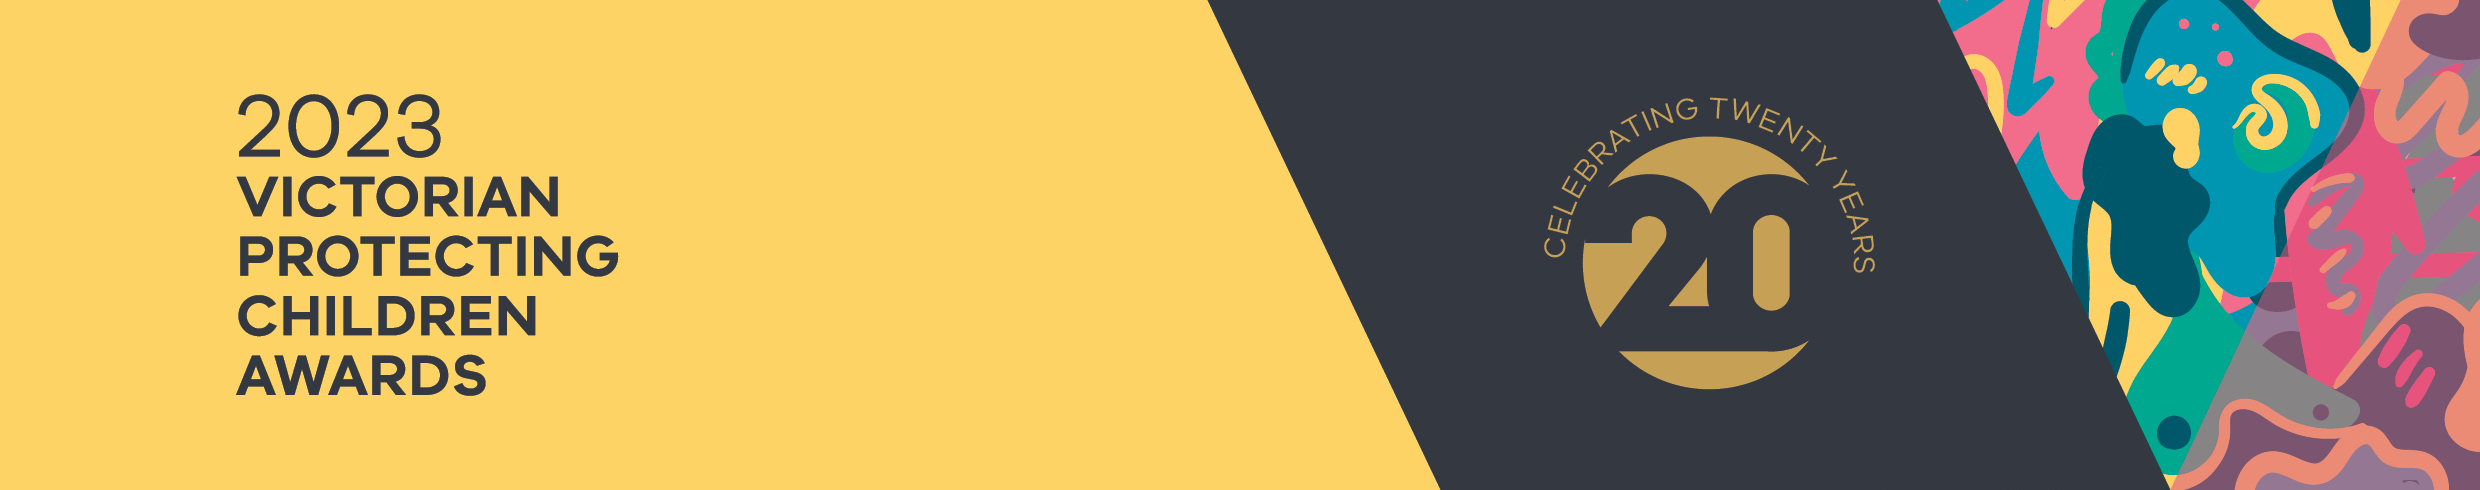 2023
VICTORIAN
PROTECTING
CHILDREN
AWARDS
CELEBRATING TWENTY YEARS
20